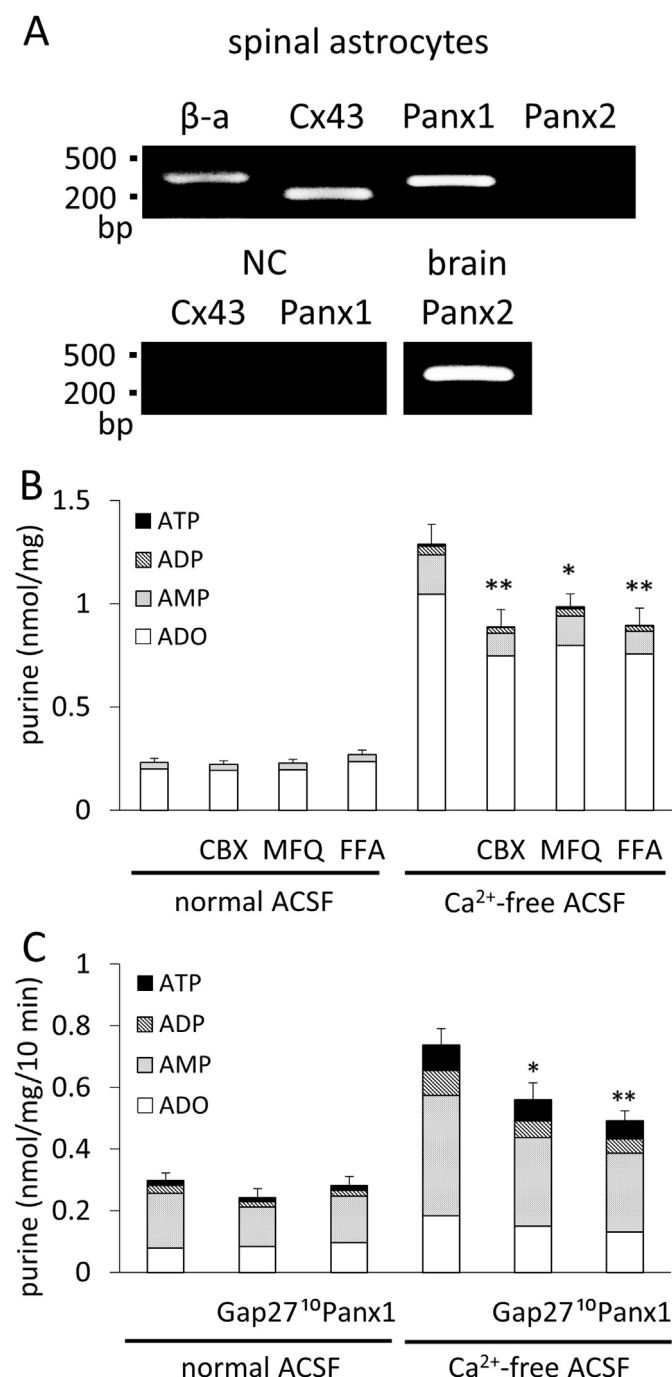 A
spinal astrocytes
β-a Cx43 Panx1 Panx2
500
200
bp
NC brain
Cx43 Panx1 Panx2
500
200
bp
B
purine (nmol/mg)
1.5
1
0.5
0
ATP
ADP
AMP
ADO
** * **
CBX MFQ FFA CBX MFQ FFA
normal ACSF Ca²⁺-free ACSF
C
purine (nmol/mg/10 min)
1
0.8
0.6
0.4
0.2
0
ATP
ADP
AMP
ADO
* **
Gap27 ¹⁰Panx1 Gap27 ¹⁰Panx1
normal ACSF Ca²⁺-free ACSF